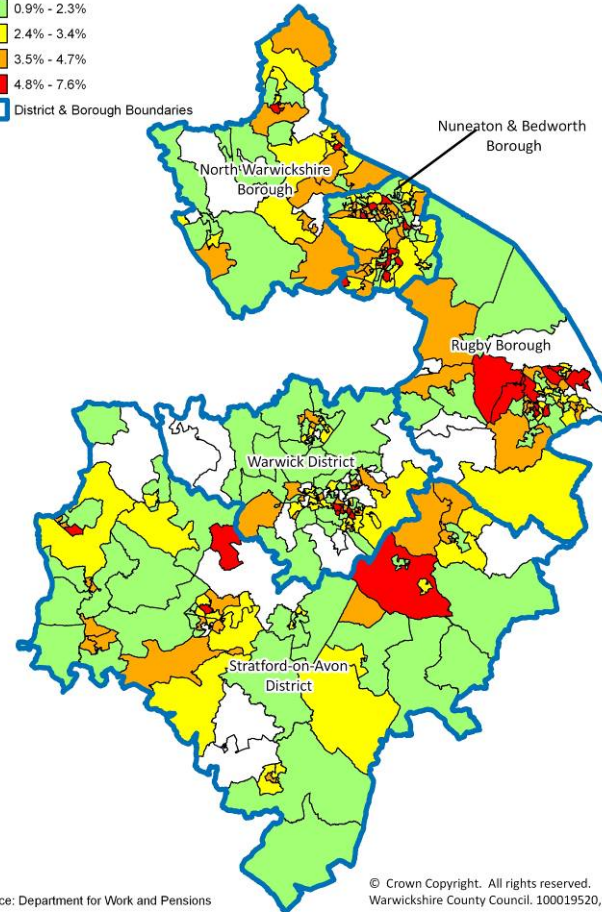 0.9% - 2.3%
2.4% - 3.4%
3.5% - 4.7%
4.8% - 7.6%
District & Borough Boundaries
Nuneaton & Bedworth
Borough
North Warwickshire
Borough
Rugby Borough
Warwick District
Stratford-on-Avon
District
ce: Department for Work and Pensions
© Crown Copyright. All rights reserved.
Warwickshire County Council. 100019520,